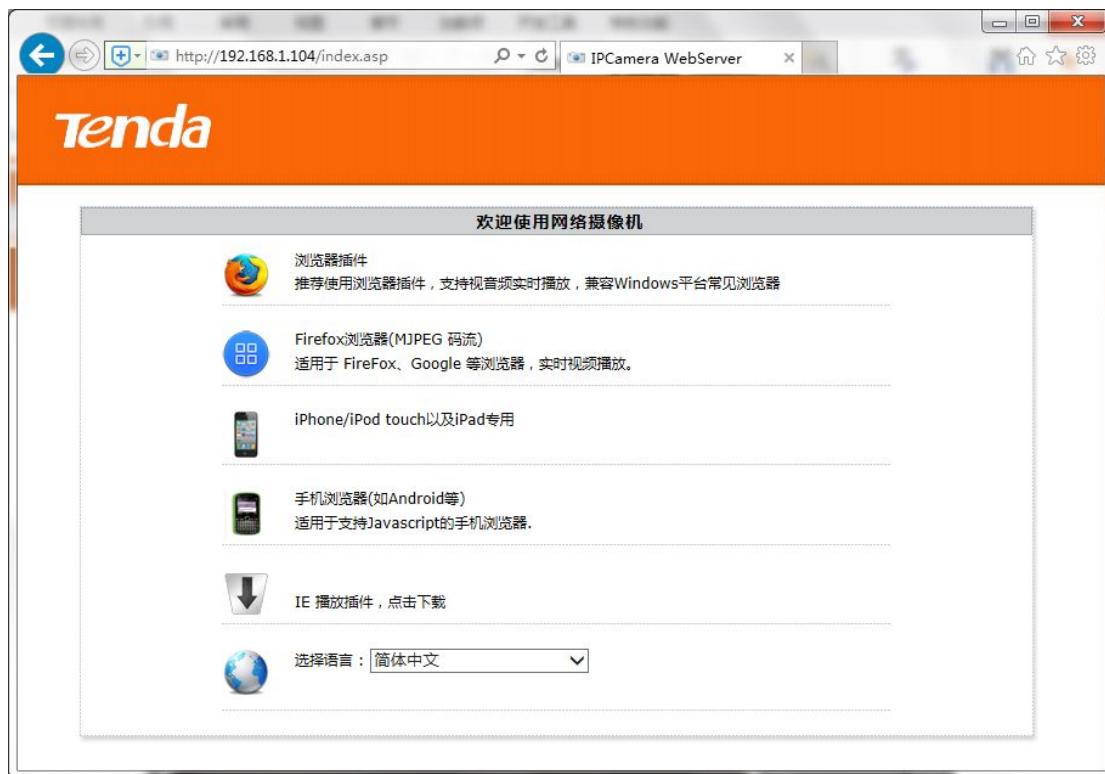 http://192.168.1.104/index.asp
IPCamera WebServer
Tenda
欢迎使用网络摄像机
浏览器插件
推荐使用浏览器插件，支持视音频实时播放，兼容Windows平台常见浏览器
Firefox浏览器(MJPEG 码流)
适用于 FireFox、Google 等浏览器，实时视频播放。
iPhone/iPod touch以及iPad专用
手机浏览器(如Android等)
适用于支持Javascript的手机浏览器.
IE 播放插件，点击下载
选择语言：简体中文